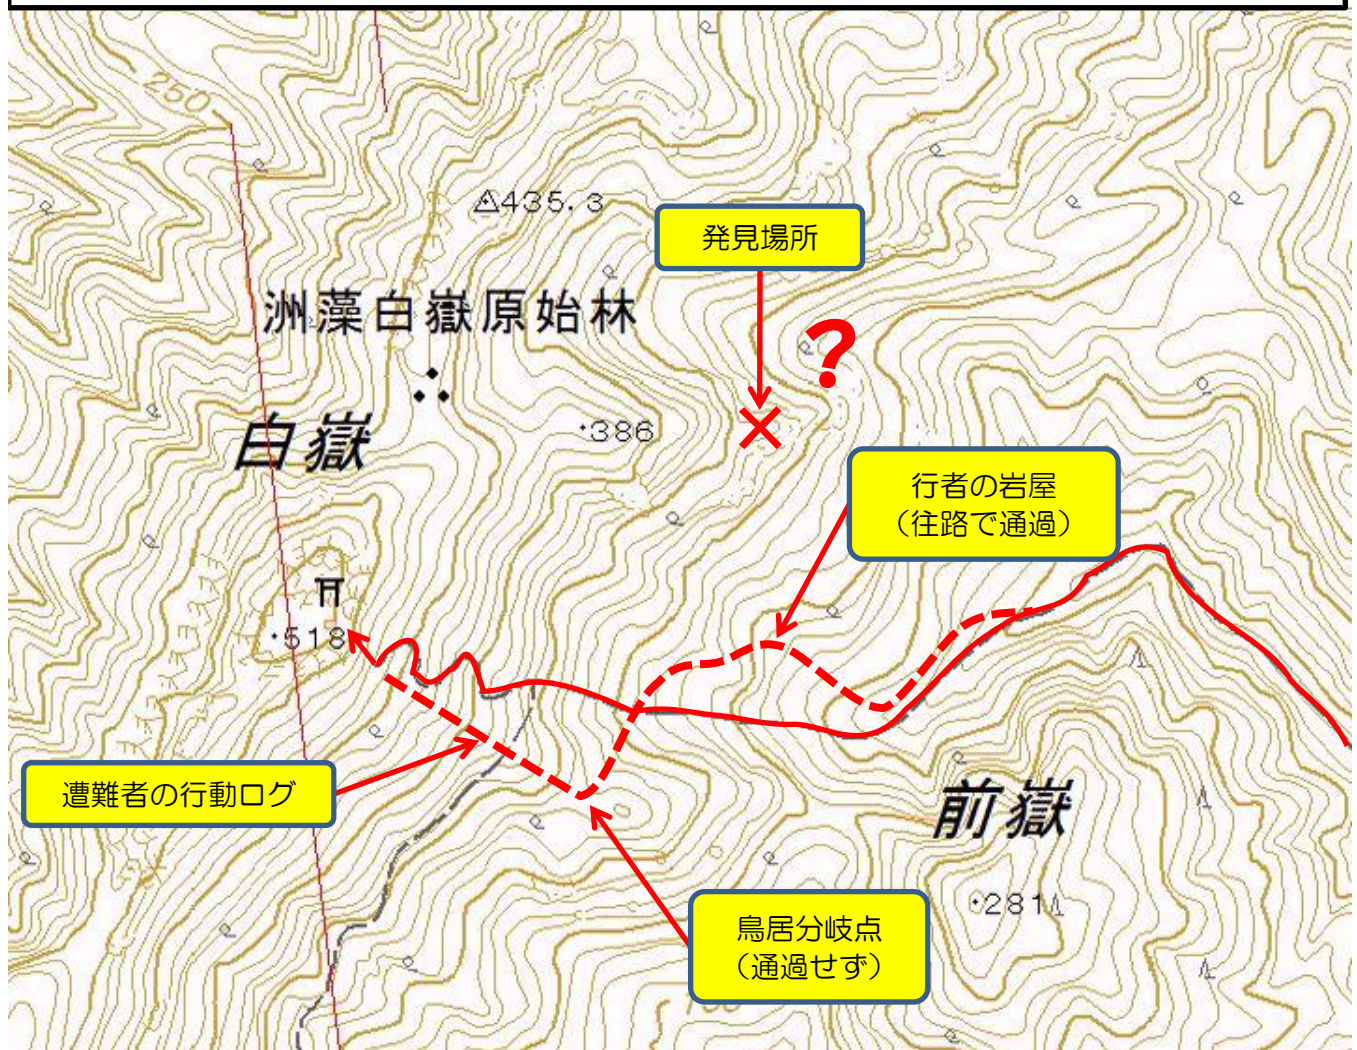 250
435.3
発見場所
洲藻白嶽原始林
?
白嶽
386
行者の岩屋
(往路で通過)
518
遭難者の行動ログ
前嶽
281
鳥居分岐点
(通過せず)